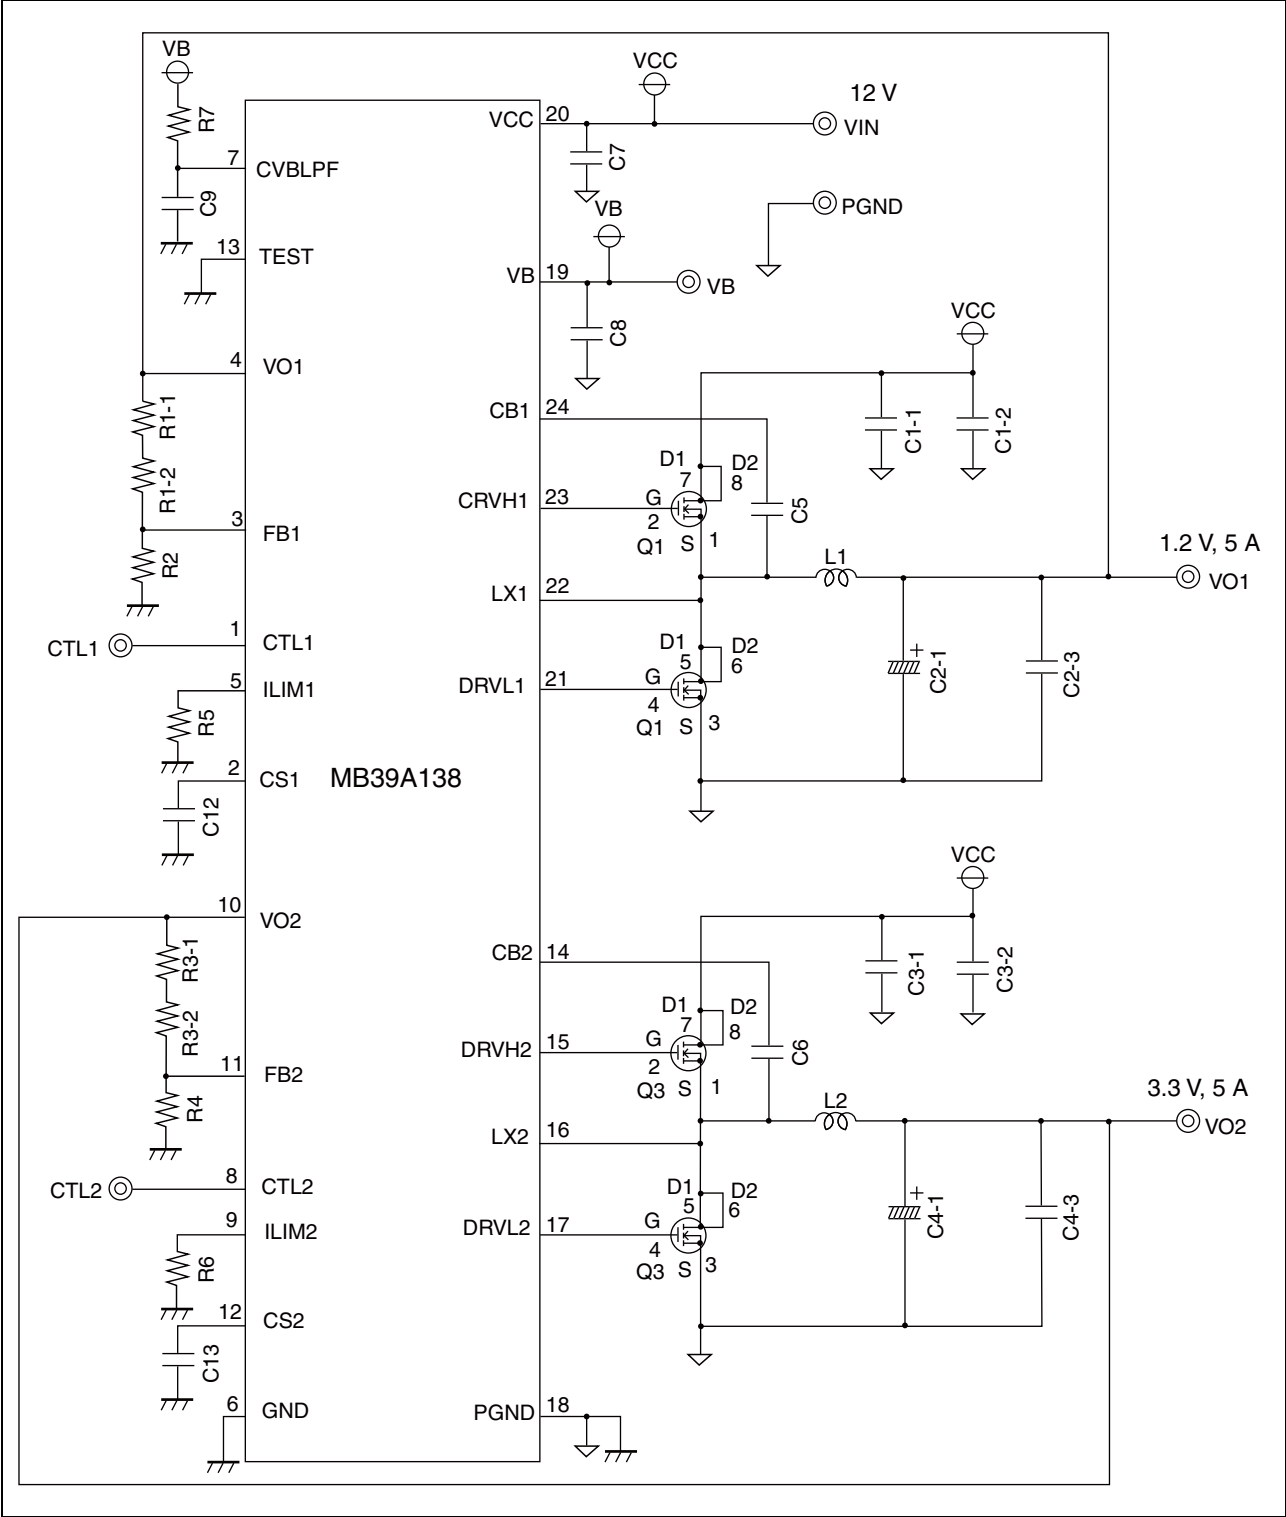 VB
R7
7
CVBLPF
C9
13
TEST
4
VO1
R1-1
R1-2
3
FB1
R2
CTL1
1
CTL1
5
ILIM1
R5
2
CS1
C12
MB39A138
10
VO2
R3-1
R3-2
11
FB2
R4
CTL2
8
CTL2
9
ILIM2
R6
12
CS2
C13
6
GND
VCC
12 V
VCC
20
VIN
C7
VB
PGND
VB
19
VB
C8
VCC
CB1
24
C1-1
C1-2
D1
D2
7
8
CRVH1
23
G
2
Q1
S
1
C5
1.2 V, 5 A
L1
VO1
LX1
22
D1
D2
5
6
DRVL1
21
G
4
Q1
S
3
+
C2-1
C2-3
VCC
CB2
14
C3-1
C3-2
D1
D2
7
8
DRVH2
15
G
2
Q3
S
1
C6
3.3 V, 5 A
L2
VO2
LX2
16
D1
D2
5
6
DRVL2
17
G
4
Q3
S
3
+
C4-1
C4-3
PGND
18